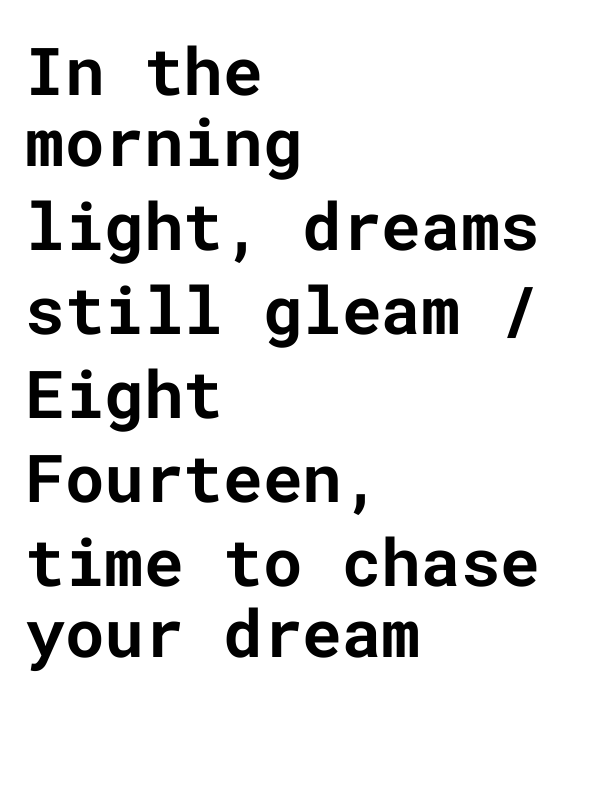 In the
morning
light, dreams
still gleam /
Eight
Fourteen,
time to chase
your dream